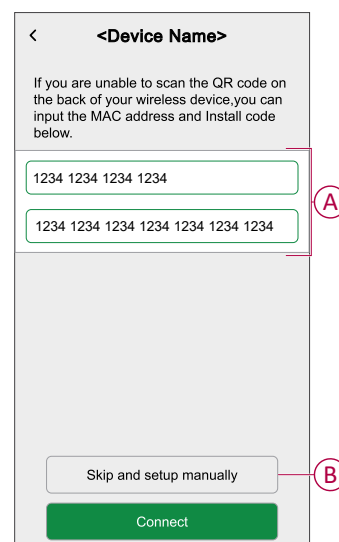 <
<Device Name>
If you are unable to scan the QR code on
the back of your wireless device,you can
input the MAC address and Install code
below.
1234 1234 1234 1234
1234 1234 1234 1234 1234 1234 1234
A
Skip and setup manually
B
Connect